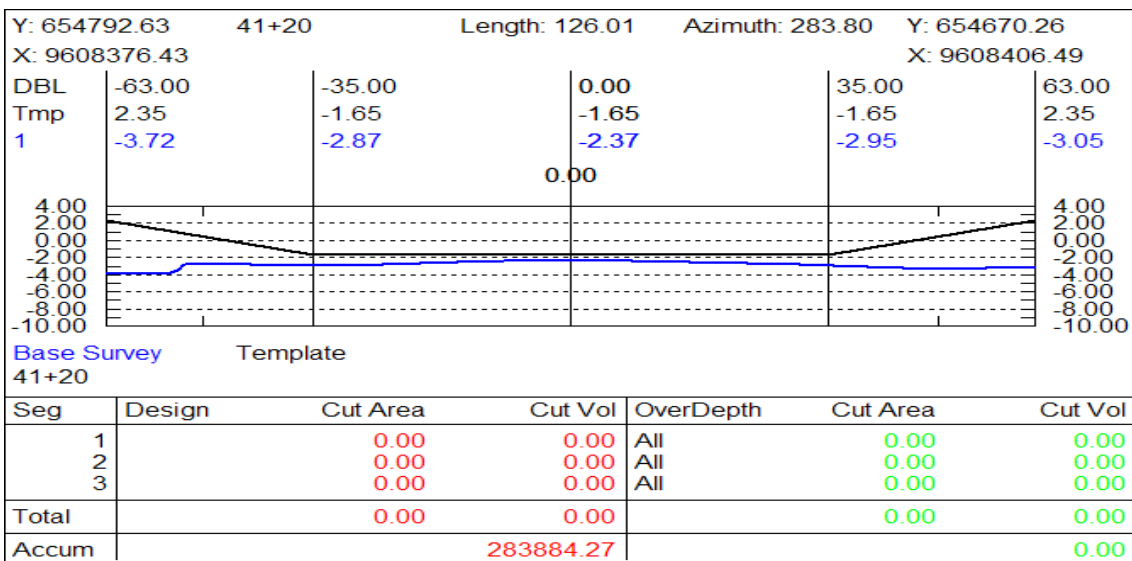 Y: 654792.63 41+20 Length: 126.01 Azimuth: 283.80 Y: 654670.26
X: 9608376.43 X: 9608406.49
DBL -63.00 -35.00 0.00 35.00 63.00
Tmp 2.35 -1.65 -1.65 -1.65 2.35
1 -3.72 -2.87 -2.37 -2.95 -3.05
0.00
4.00 4.00
2.00 2.00
0.00 0.00
-2.00 -2.00
-4.00 -4.00
-6.00 -6.00
-8.00 -8.00
-10.00 -10.00
Base Survey Template
41+20
Seg Design Cut Area Cut Vol OverDepth Cut Area Cut Vol
1 0.00 0.00 All 0.00 0.00
2 0.00 0.00 All 0.00 0.00
3 0.00 0.00 All 0.00 0.00
Total 0.00 0.00 0.00 0.00
Accum 283884.27 0.00